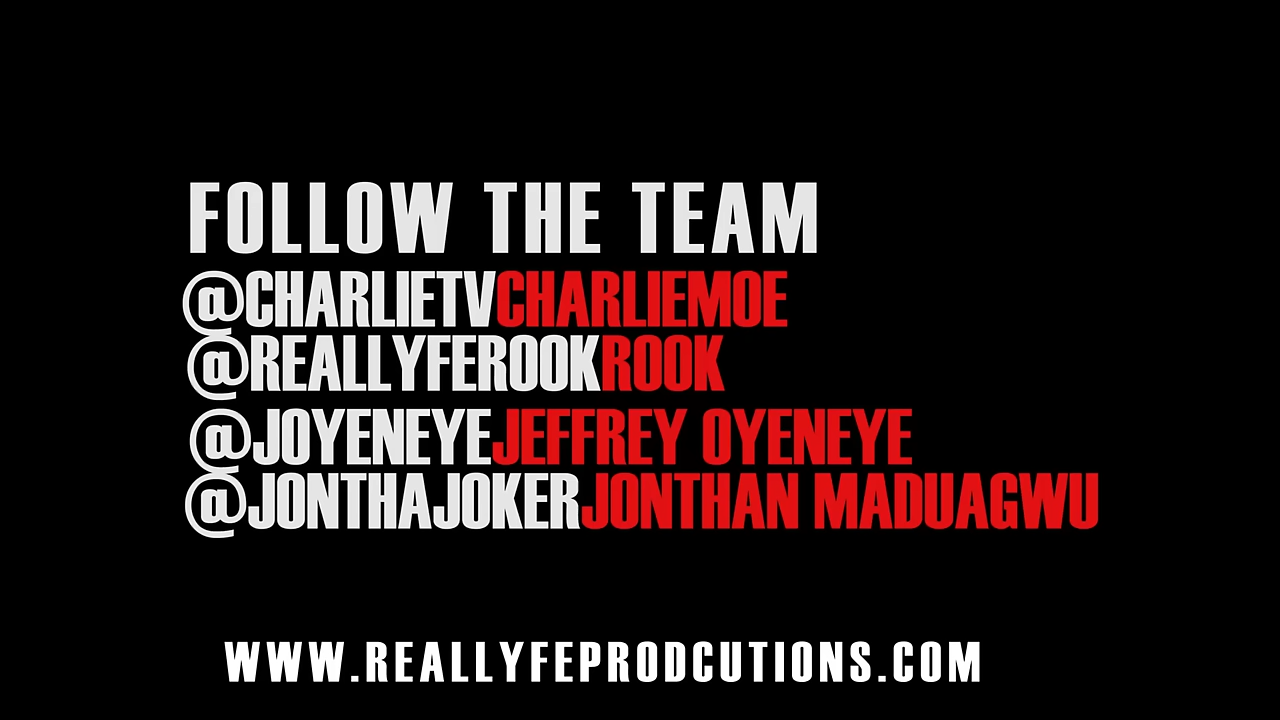 FOLLOW THE TEAM
@CHARLIETVCHARLIEMOE
@REALLYFEROOKROOK
@JOYENEYEJEFFREY OYENEYE
@JONTHAJOKERJONTHAN MADUAGWU
WWW.REALLYFEPRODCUTIONS.COM